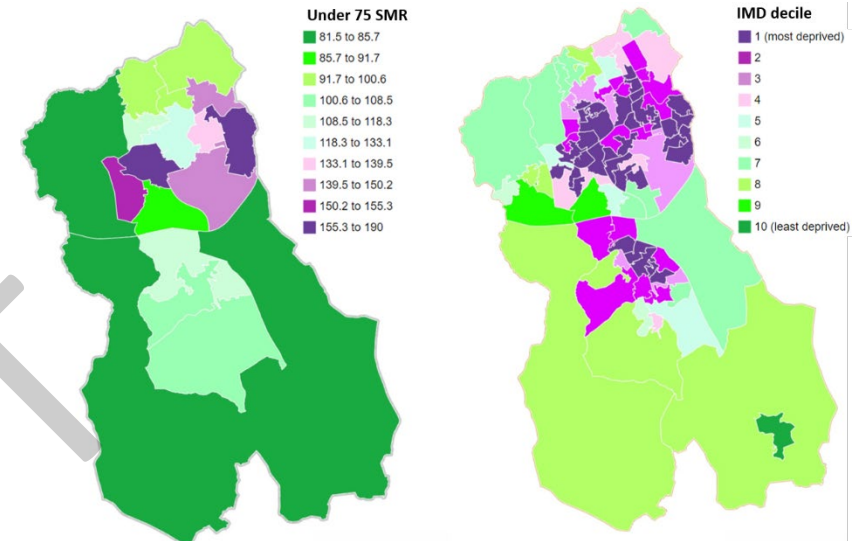 Under 75 SMR
81.5 to 85.7
85.7 to 91.7
91.7 to 100.6
100.6 to 108.5
108.5 to 118.3
118.3 to 133.1
133.1 to 139.5
139.5 to 150.2
150.2 to 155.3
155.3 to 190
IMD decile
1 (most deprived)
2
3
4
5
6
7
8
9
10 (least deprived)